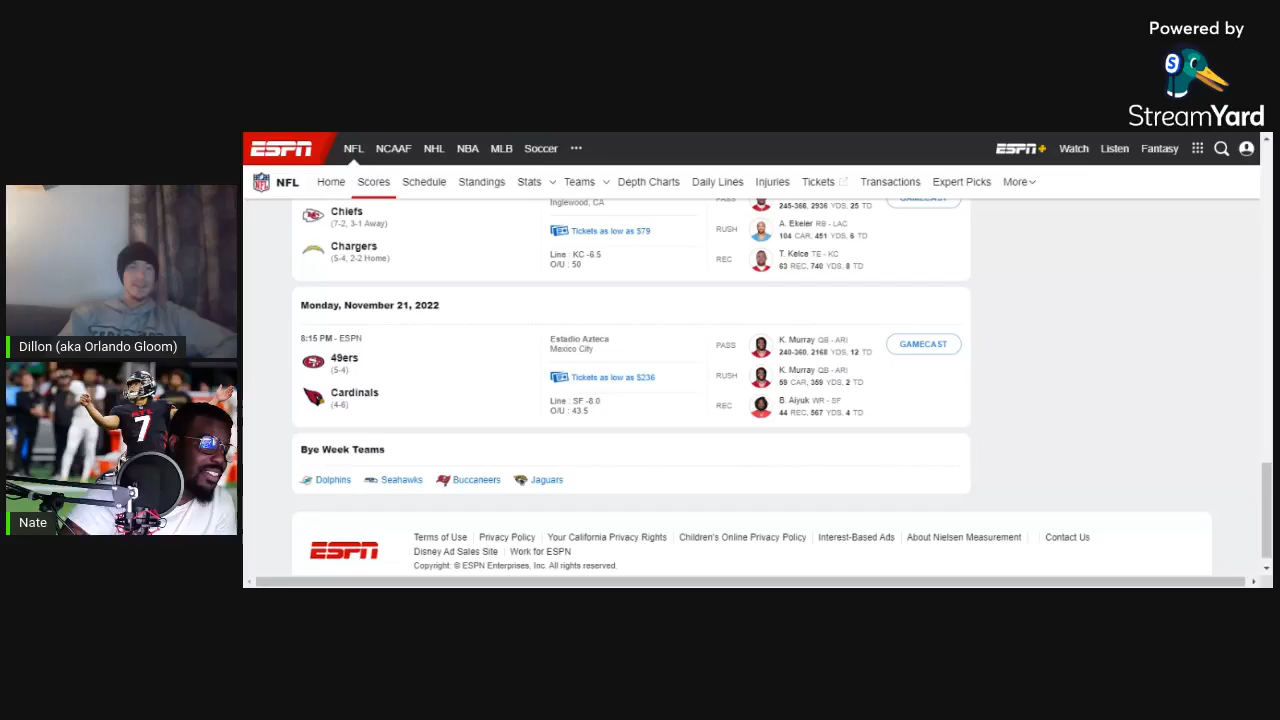 Powered by
StreamYard
ESPN NFL NCAAF NHL NBA MLB Soccer ••• ESPN+ Watch Listen Fantasy
NFL Home Scores Schedule Standings Stats Teams Depth Charts Daily Lines Injuries Tickets Transactions Expert Picks More
Chiefs
(7-2, 3-1 Away)
Chargers
(5-4, 2-2 Home)
Inglewood, CA
Tickets as low as $79
Line : KC -6.5
O/U : 50
PASS
245-366, 2936 YDS, 25 TD
RUSH
A. Ekeler RB - LAC
104 CAR, 451 YDS, 6 TD
REC
T. Kelce TE - KC
63 REC, 740 YDS, 8 TD
GAMECAST
Monday, November 21, 2022
8:15 PM - ESPN
49ers
(5-4)
Cardinals
(4-6)
Estadio Azteca
Mexico City
Tickets as low as $236
Line : SF -8.0
O/U : 43.5
PASS
K. Murray QB - ARI
240-360, 2168 YDS, 12 TD
RUSH
K. Murray QB - ARI
59 CAR, 359 YDS, 2 TD
REC
B. Aiyuk WR - SF
44 REC, 567 YDS, 4 TD
GAMECAST
Bye Week Teams
Dolphins Seahawks Buccaneers Jaguars
ESPN
Terms of Use Privacy Policy Your California Privacy Rights Children's Online Privacy Policy Interest-Based Ads About Nielsen Measurement Contact Us
Disney Ad Sales Site Work for ESPN
Copyright: © ESPN Enterprises, Inc. All rights reserved.
Dillon (aka Orlando Gloom)
7
Nate